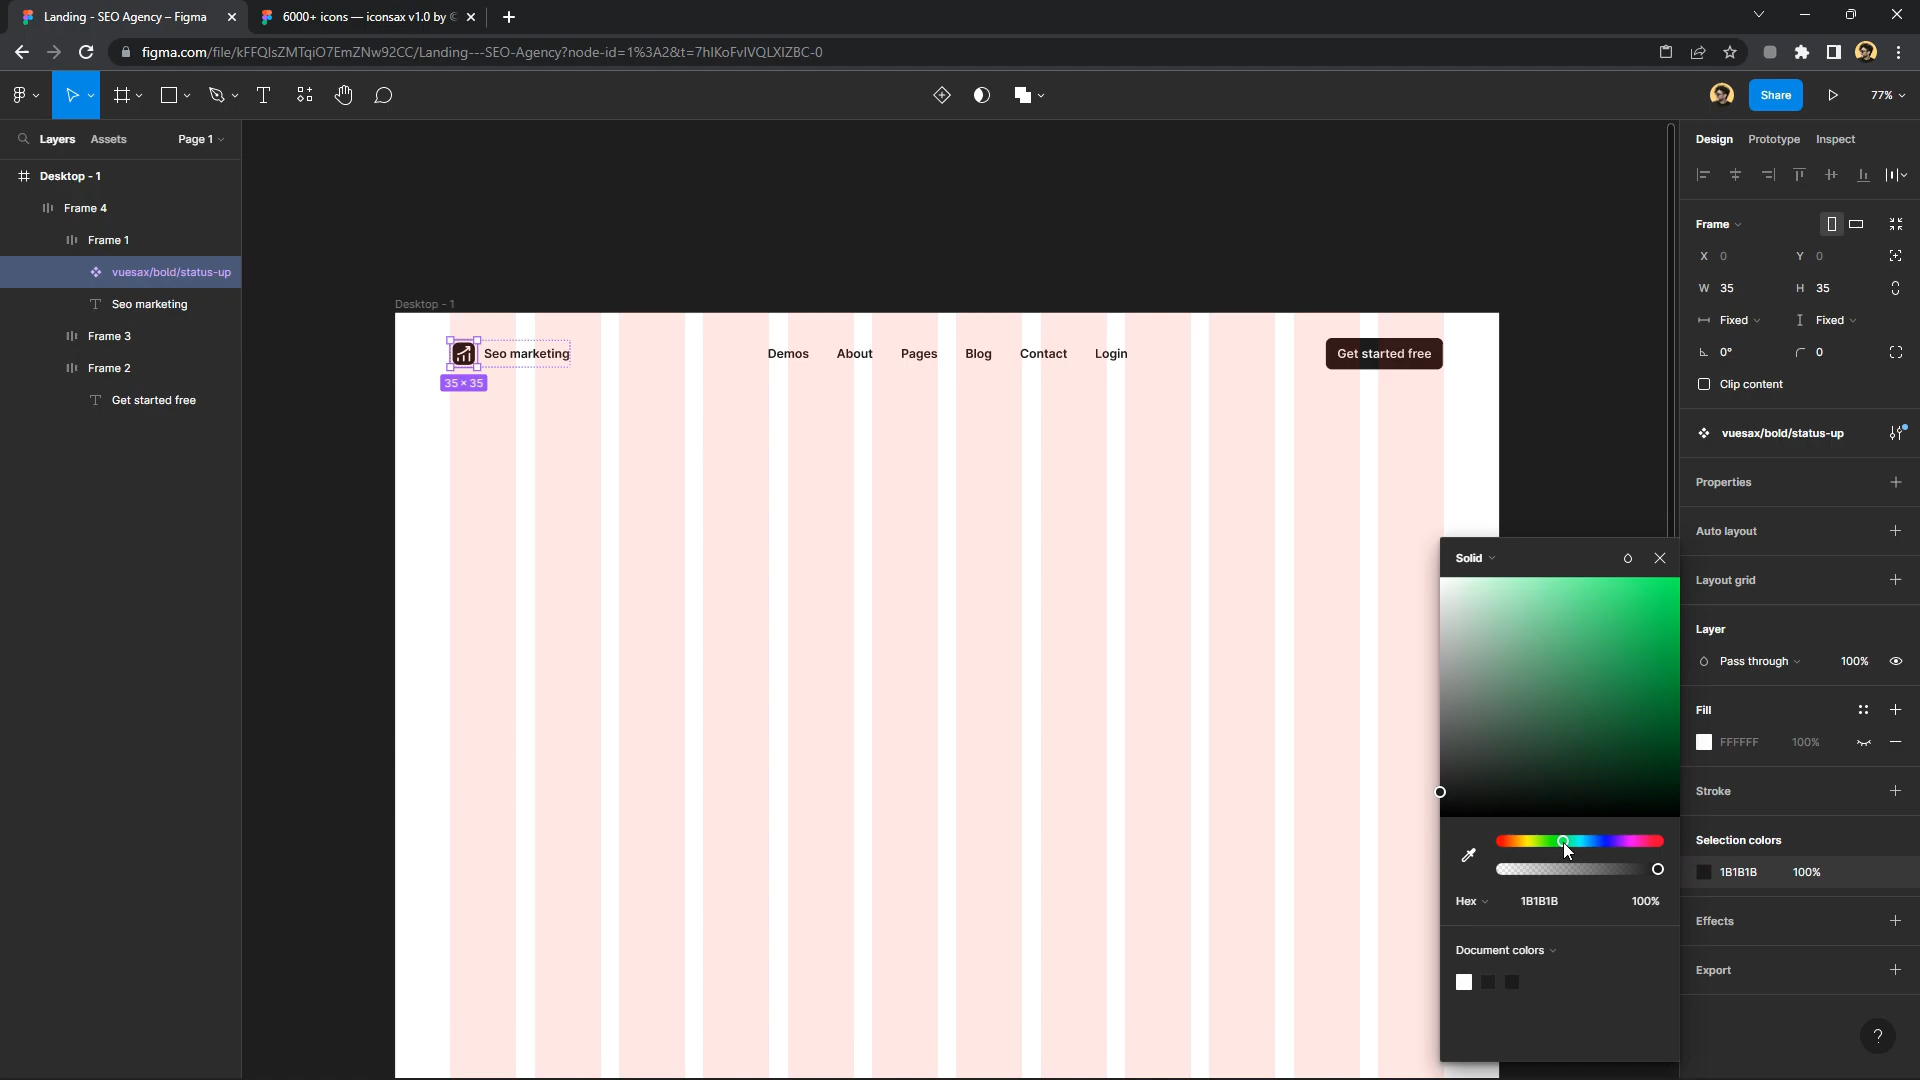 Landing - SEO Agency – Figma
6000+ icons — iconsax v1.0 by
figma.com/file/kFFQlsZMTqiO7EmZNw92CC/Landing---SEO-Agency?node-id=1%3A2&t=7hlKoFvlVQLXIZBC-0
Share
77%
Layers
Assets
Page 1
Desktop - 1
Frame 4
Frame 1
vuesax/bold/status-up
Seo marketing
Frame 3
Frame 2
Get started free
Desktop - 1
Seo marketing
Demos
About
Pages
Blog
Contact
Login
Get started free
35 × 35
Solid
Hex
1B1B1B
100%
Document colors
Design
Prototype
Inspect
Frame
X 0
Y 0
W 35
H 35
Fixed
Fixed
0°
0
Clip content
vuesax/bold/status-up
Properties
Auto layout
Layout grid
Layer
Pass through
100%
Fill
FFFFFF
100%
Stroke
Selection colors
1B1B1B
100%
Effects
Export
?